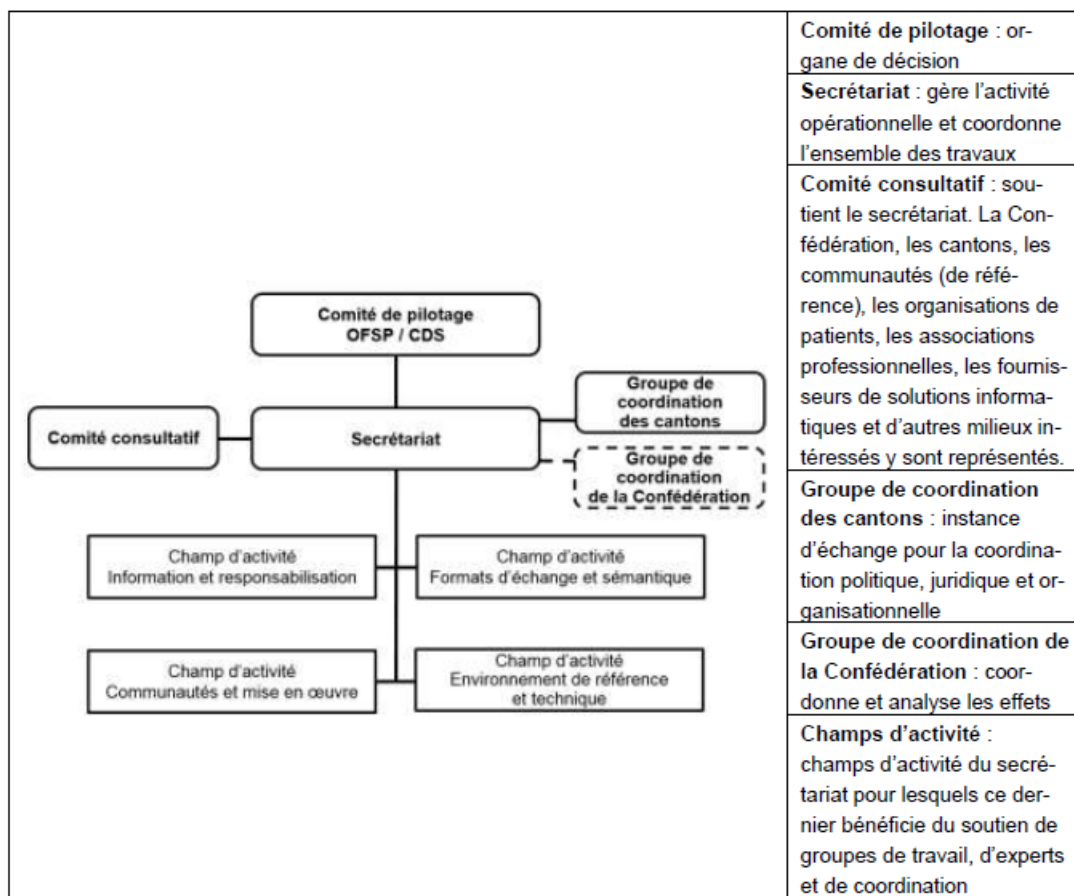 Comité de pilotage
OFSP / CDS
Comité consultatif
Secrétariat
Groupe de
coordination
des cantons
Groupe de
coordination
de la Confédération
Champ d'activité
Information et responsabilisation
Champ d'activité
Formats d'échange et sémantique
Champ d'activité
Communautés et mise en œuvre
Champ d'activité
Environnement de référence
et technique
Comité de pilotage : or-
gane de décision
Secrétariat : gère l'activité
opérationnelle et coordonne
l'ensemble des travaux
Comité consultatif : sou-
tient le secrétariat. La Con-
fédération, les cantons, les
communautés (de réfé-
rence), les organisations de
patients, les associations
professionnelles, les fournis-
seurs de solutions informa-
tiques et d'autres milieux in-
téressés y sont représentés.
Groupe de coordination
des cantons : instance
d'échange pour la coordina-
tion politique, juridique et or-
ganisationnelle
Groupe de coordination de
la Confédération : coor-
donne et analyse les effets
Champs d'activité :
champs d'activité du secré-
tariat pour lesquels ce der-
nier bénéficie du soutien de
groupes de travail, d'experts
et de coordination